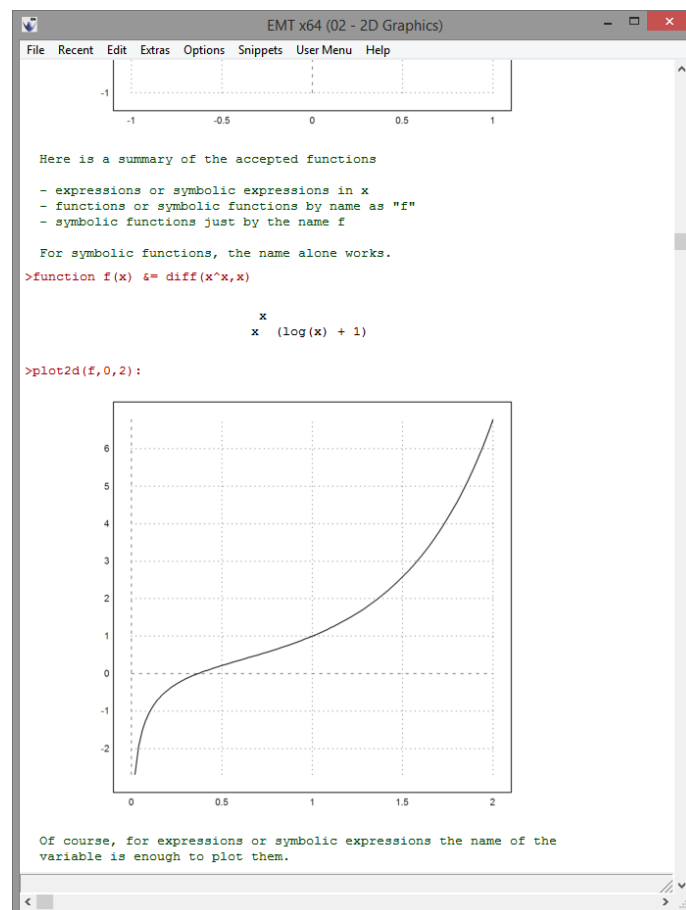 EMT x64 (02 - 2D Graphics)
File Recent Edit Extras Options Snippets User Menu Help
-1
-1 -0.5 0 0.5 1
Here is a summary of the accepted functions
- expressions or symbolic expressions in x
- functions or symbolic functions by name as "f"
- symbolic functions just by the name f
For symbolic functions, the name alone works.
>function f(x) &= diff(x^x,x)
x
x (log(x) + 1)
>plot2d(f,0,2):
6
5
4
3
2
1
0
-1
-2
0 0.5 1 1.5 2
Of course, for expressions or symbolic expressions the name of the
variable is enough to plot them.